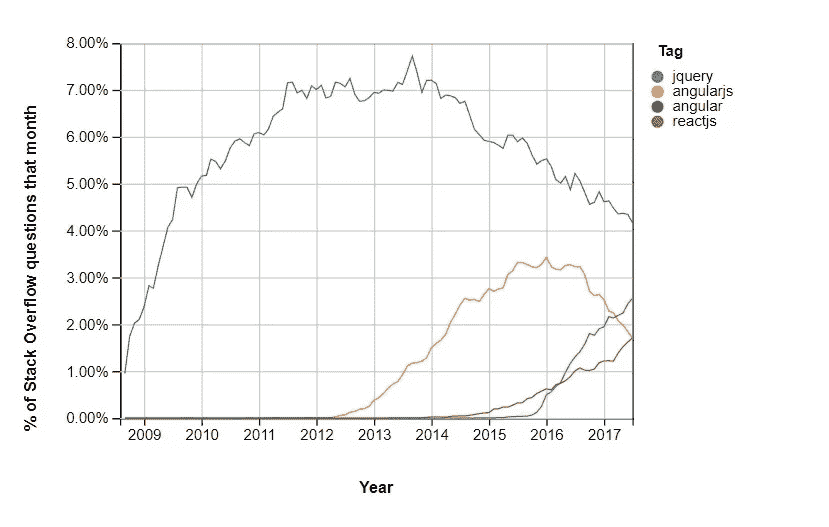 8.00%
7.00%
6.00%
5.00%
4.00%
3.00%
2.00%
1.00%
0.00%
% of Stack Overflow questions that month
2009 2010 2011 2012 2013 2014 2015 2016 2017
Year
Tag
jquery
angularjs
angular
reactjs